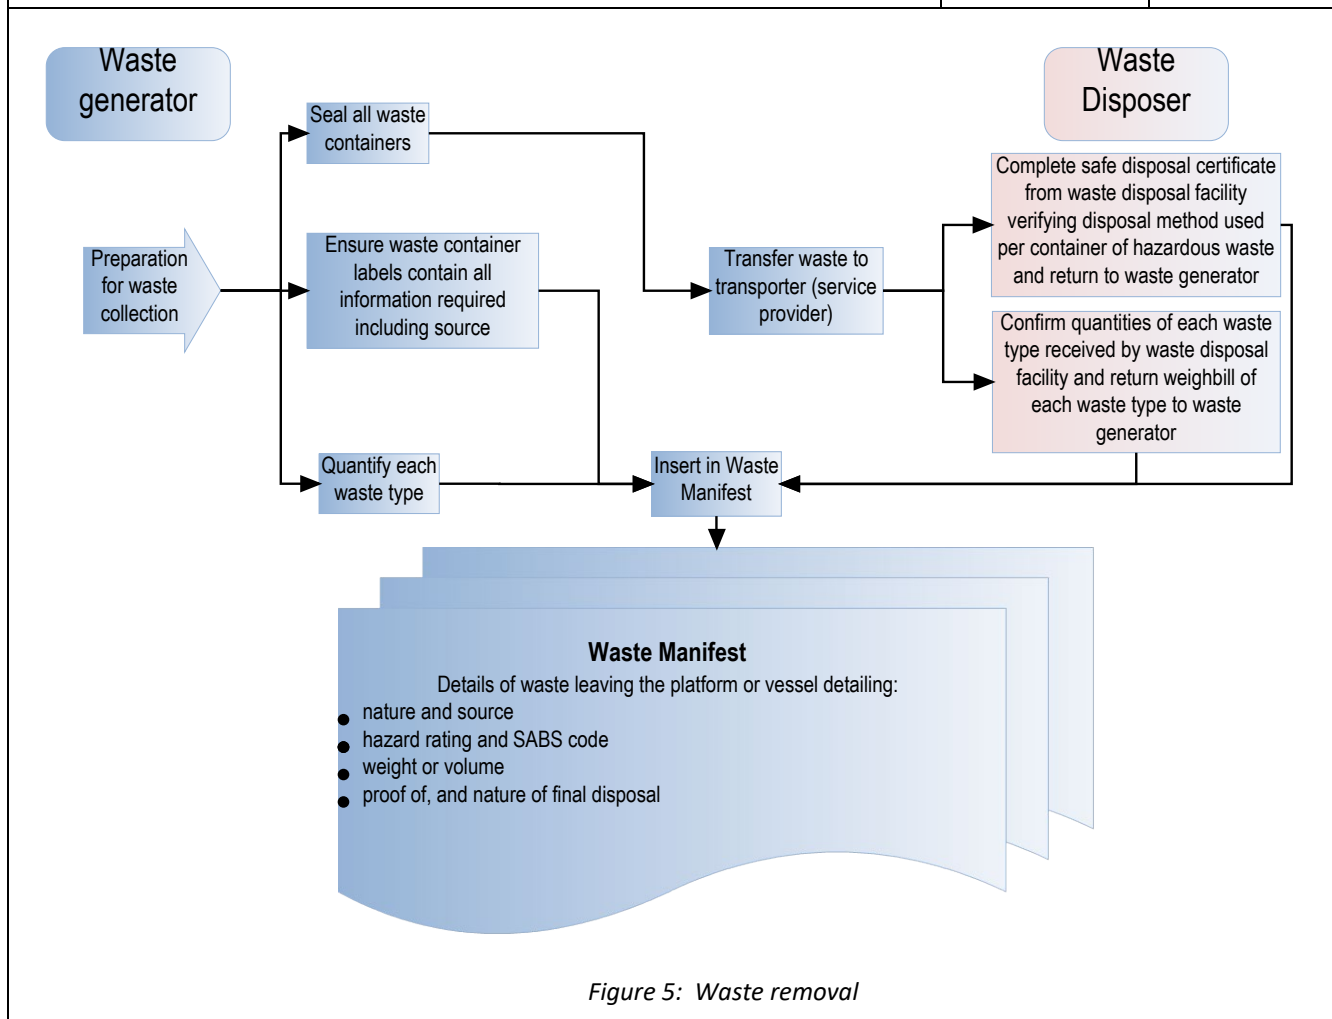 Waste
generator
Waste
Disposer
Seal all waste
containers
Complete safe disposal certificate
from waste disposal facility
verifying disposal method used
per container of hazardous waste
and return to waste generator
Preparation
for waste
collection
Ensure waste container
labels contain all
information required
including source
Transfer waste to
transporter (service
provider)
Confirm quantities of each waste
type received by waste disposal
facility and return weighbill of
each waste type to waste
generator
Quantify each
waste type
Insert in Waste
Manifest
Waste Manifest
Details of waste leaving the platform or vessel detailing:
● nature and source
● hazard rating and SABS code
● weight or volume
● proof of, and nature of final disposal
Figure 5: Waste removal